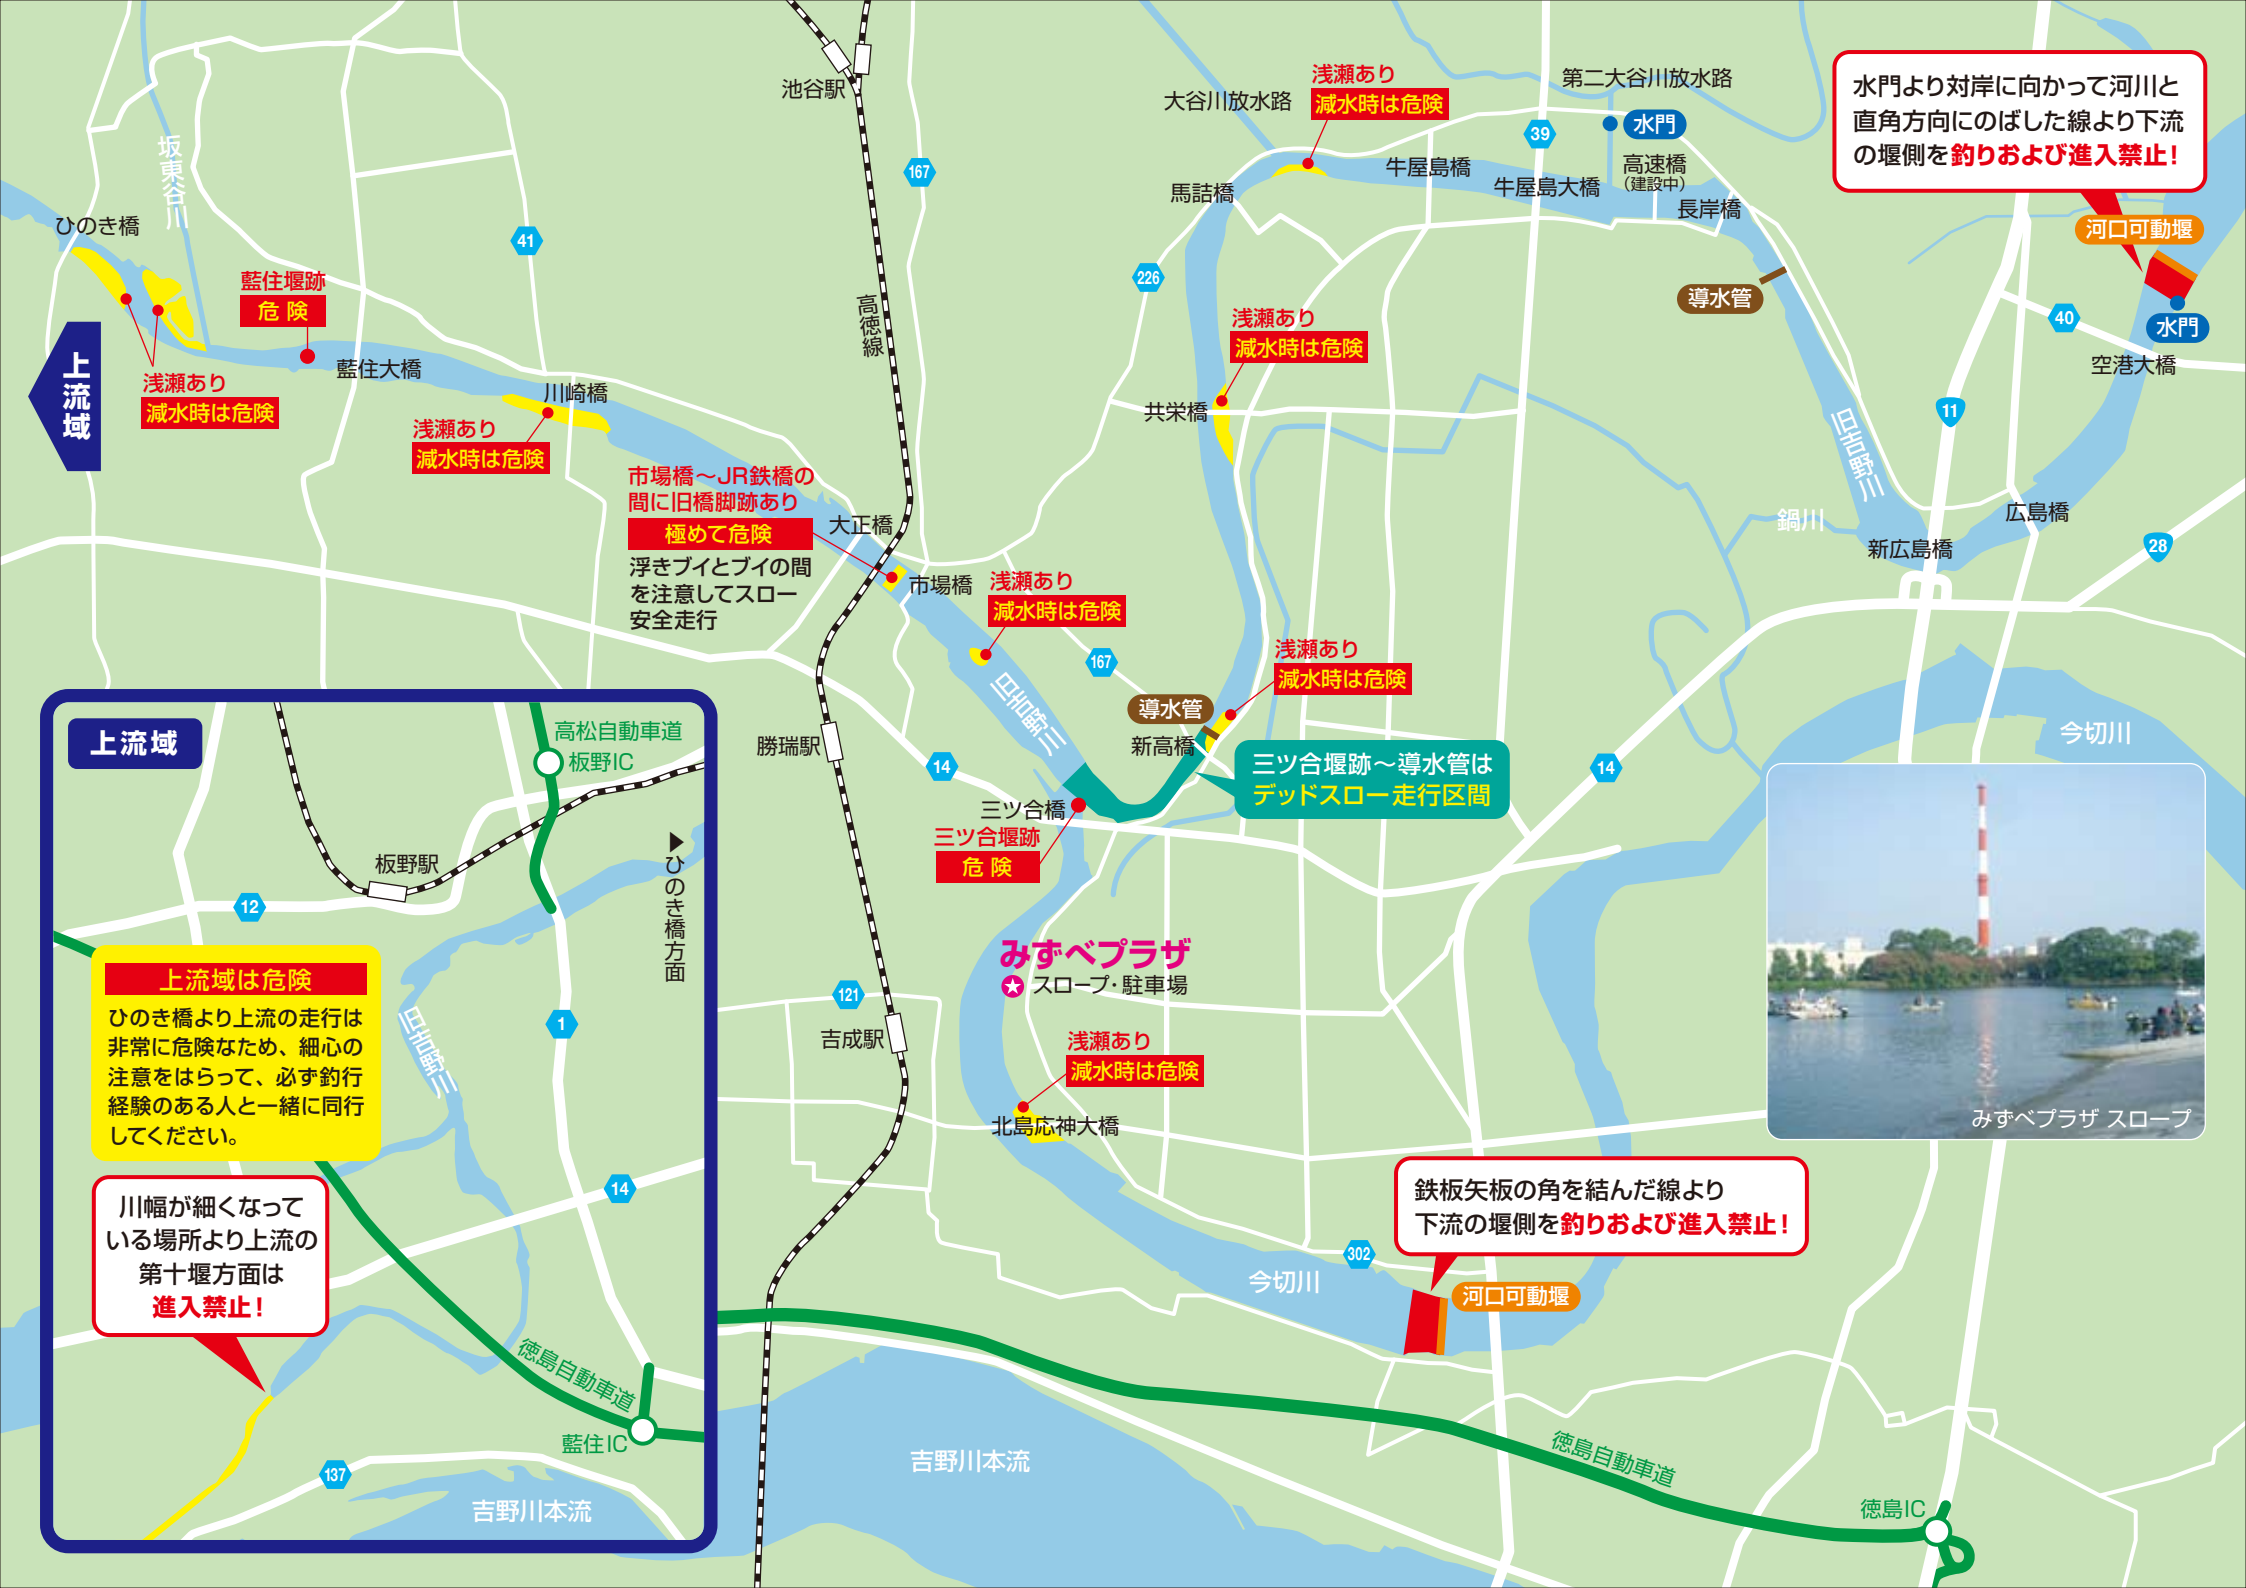 池谷駅
大谷川放水路
浅瀬あり
減水時は危険
第二大谷川放水路
39
水門
高速橋
(建設中)
牛屋島橋
牛屋島大橋
長岸橋
馬詰橋
水門より対岸に向かって河川と
直角方向にのばした線より下流
の堰側を釣りおよび進入禁止!
河口可動堰
水門
40
空港大橋
導水管
坂東谷川
ひのき橋
167
41
226
藍住堰跡
危険
藍住大橋
浅瀬あり
減水時は危険
上流域
高徳線
川崎橋
浅瀬あり
減水時は危険
浅瀬あり
減水時は危険
共栄橋
11
旧吉野川
鍋川
広島橋
新広島橋
28
市場橋〜JR鉄橋の
間に旧橋脚跡あり
極めて危険
浮きブイとブイの間
を注意してスロー
安全走行
大正橋
市場橋
浅瀬あり
減水時は危険
167
旧吉野川
浅瀬あり
減水時は危険
導水管
新高橋
三ツ合堰跡〜導水管は
デッドスロー走行区間
勝瑞駅
14
14
三ツ合橋
三ツ合堰跡
危険
今切川
みずべプラザ
スロープ・駐車場
121
吉成駅
浅瀬あり
減水時は危険
北島応神大橋
みずべプラザ スロープ
鉄板矢板の角を結んだ線より
下流の堰側を釣りおよび進入禁止!
302
今切川
河口可動堰
吉野川本流
徳島自動車道
徳島IC
上流域
高松自動車道
板野IC
板野駅
▶ひのき橋方面
12
上流域は危険
ひのき橋より上流の走行は
非常に危険なため、細心の
注意をはらって、必ず釣行
経験のある人と一緒に同行
してください。
旧吉野川
1
14
川幅が細くなって
いる場所より上流の
第十堰方面は
進入禁止!
徳島自動車道
藍住IC
137
吉野川本流